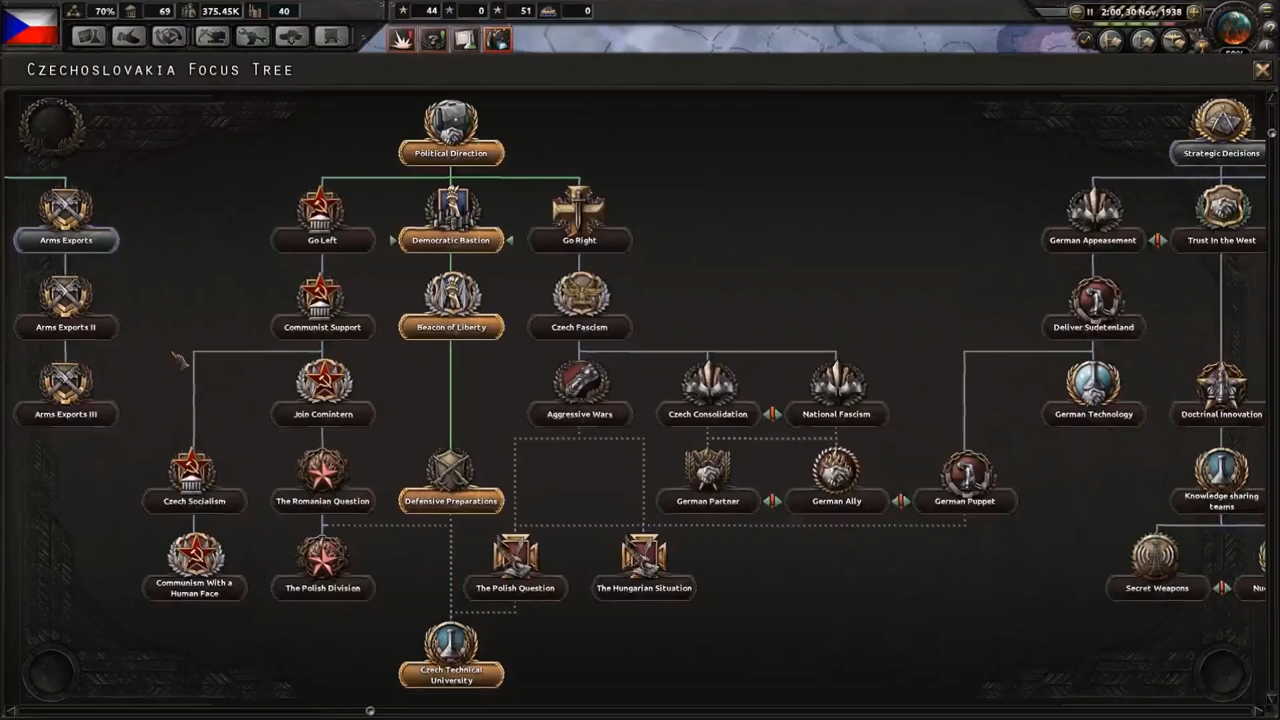 70% 69 375.45K 40 44 0 51 0 2:00, 30 Nov, 1938
Czechoslovakia Focus Tree
Political Direction
Strategic Decisions
Arms Exports
Go Left
Democratic Bastion
Go Right
German Appeasement
Trust In the West
Arms Exports II
Communist Support
Beacon of Liberty
Czech Fascism
Deliver Sudetenland
Arms Exports III
Join Comintern
Aggressive Wars
Czech Consolidation
National Fascism
German Technology
Doctrinal Innovation
Czech Socialism
The Romanian Question
Defensive Preparations
German Partner
German Ally
German Puppet
Knowledge sharing
teams
Communism With a
Human Face
The Polish Division
The Polish Question
The Hungarian Situation
Secret Weapons
Czech Technical
University